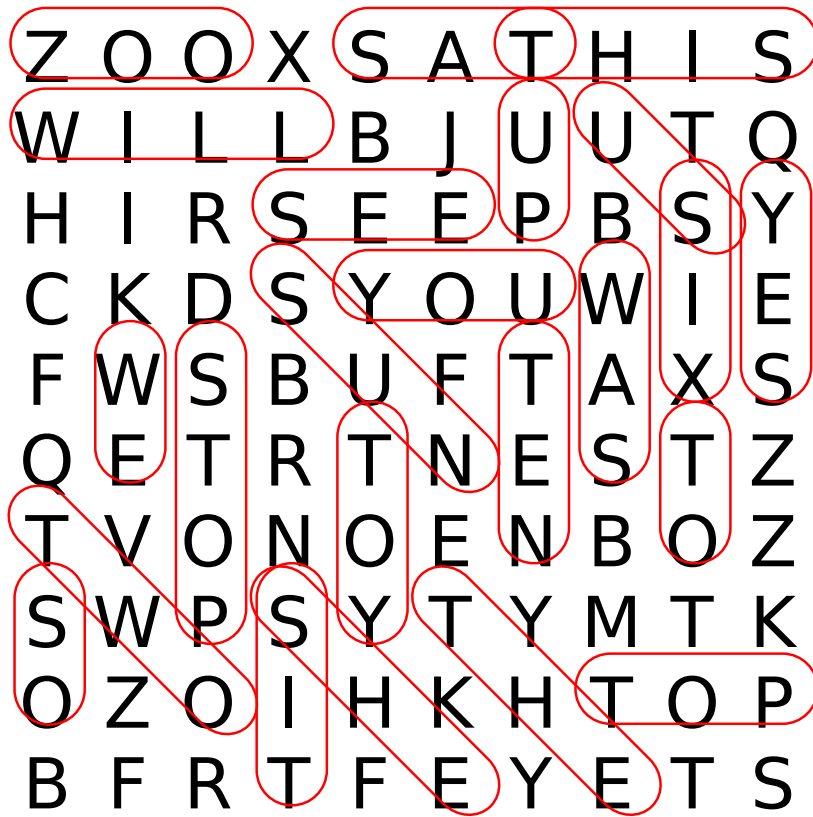 Z O O X S A T H I S
W I L L B J U U T Q
H I R S E E P B S Y
C K D S Y O U W I E
F W S B U F T A X S
Q E T R T N E S T Z
T V O N O E N B O Z
S W P S Y T Y M T K
O Z O I H K H T O P
B F R T F E Y E T S